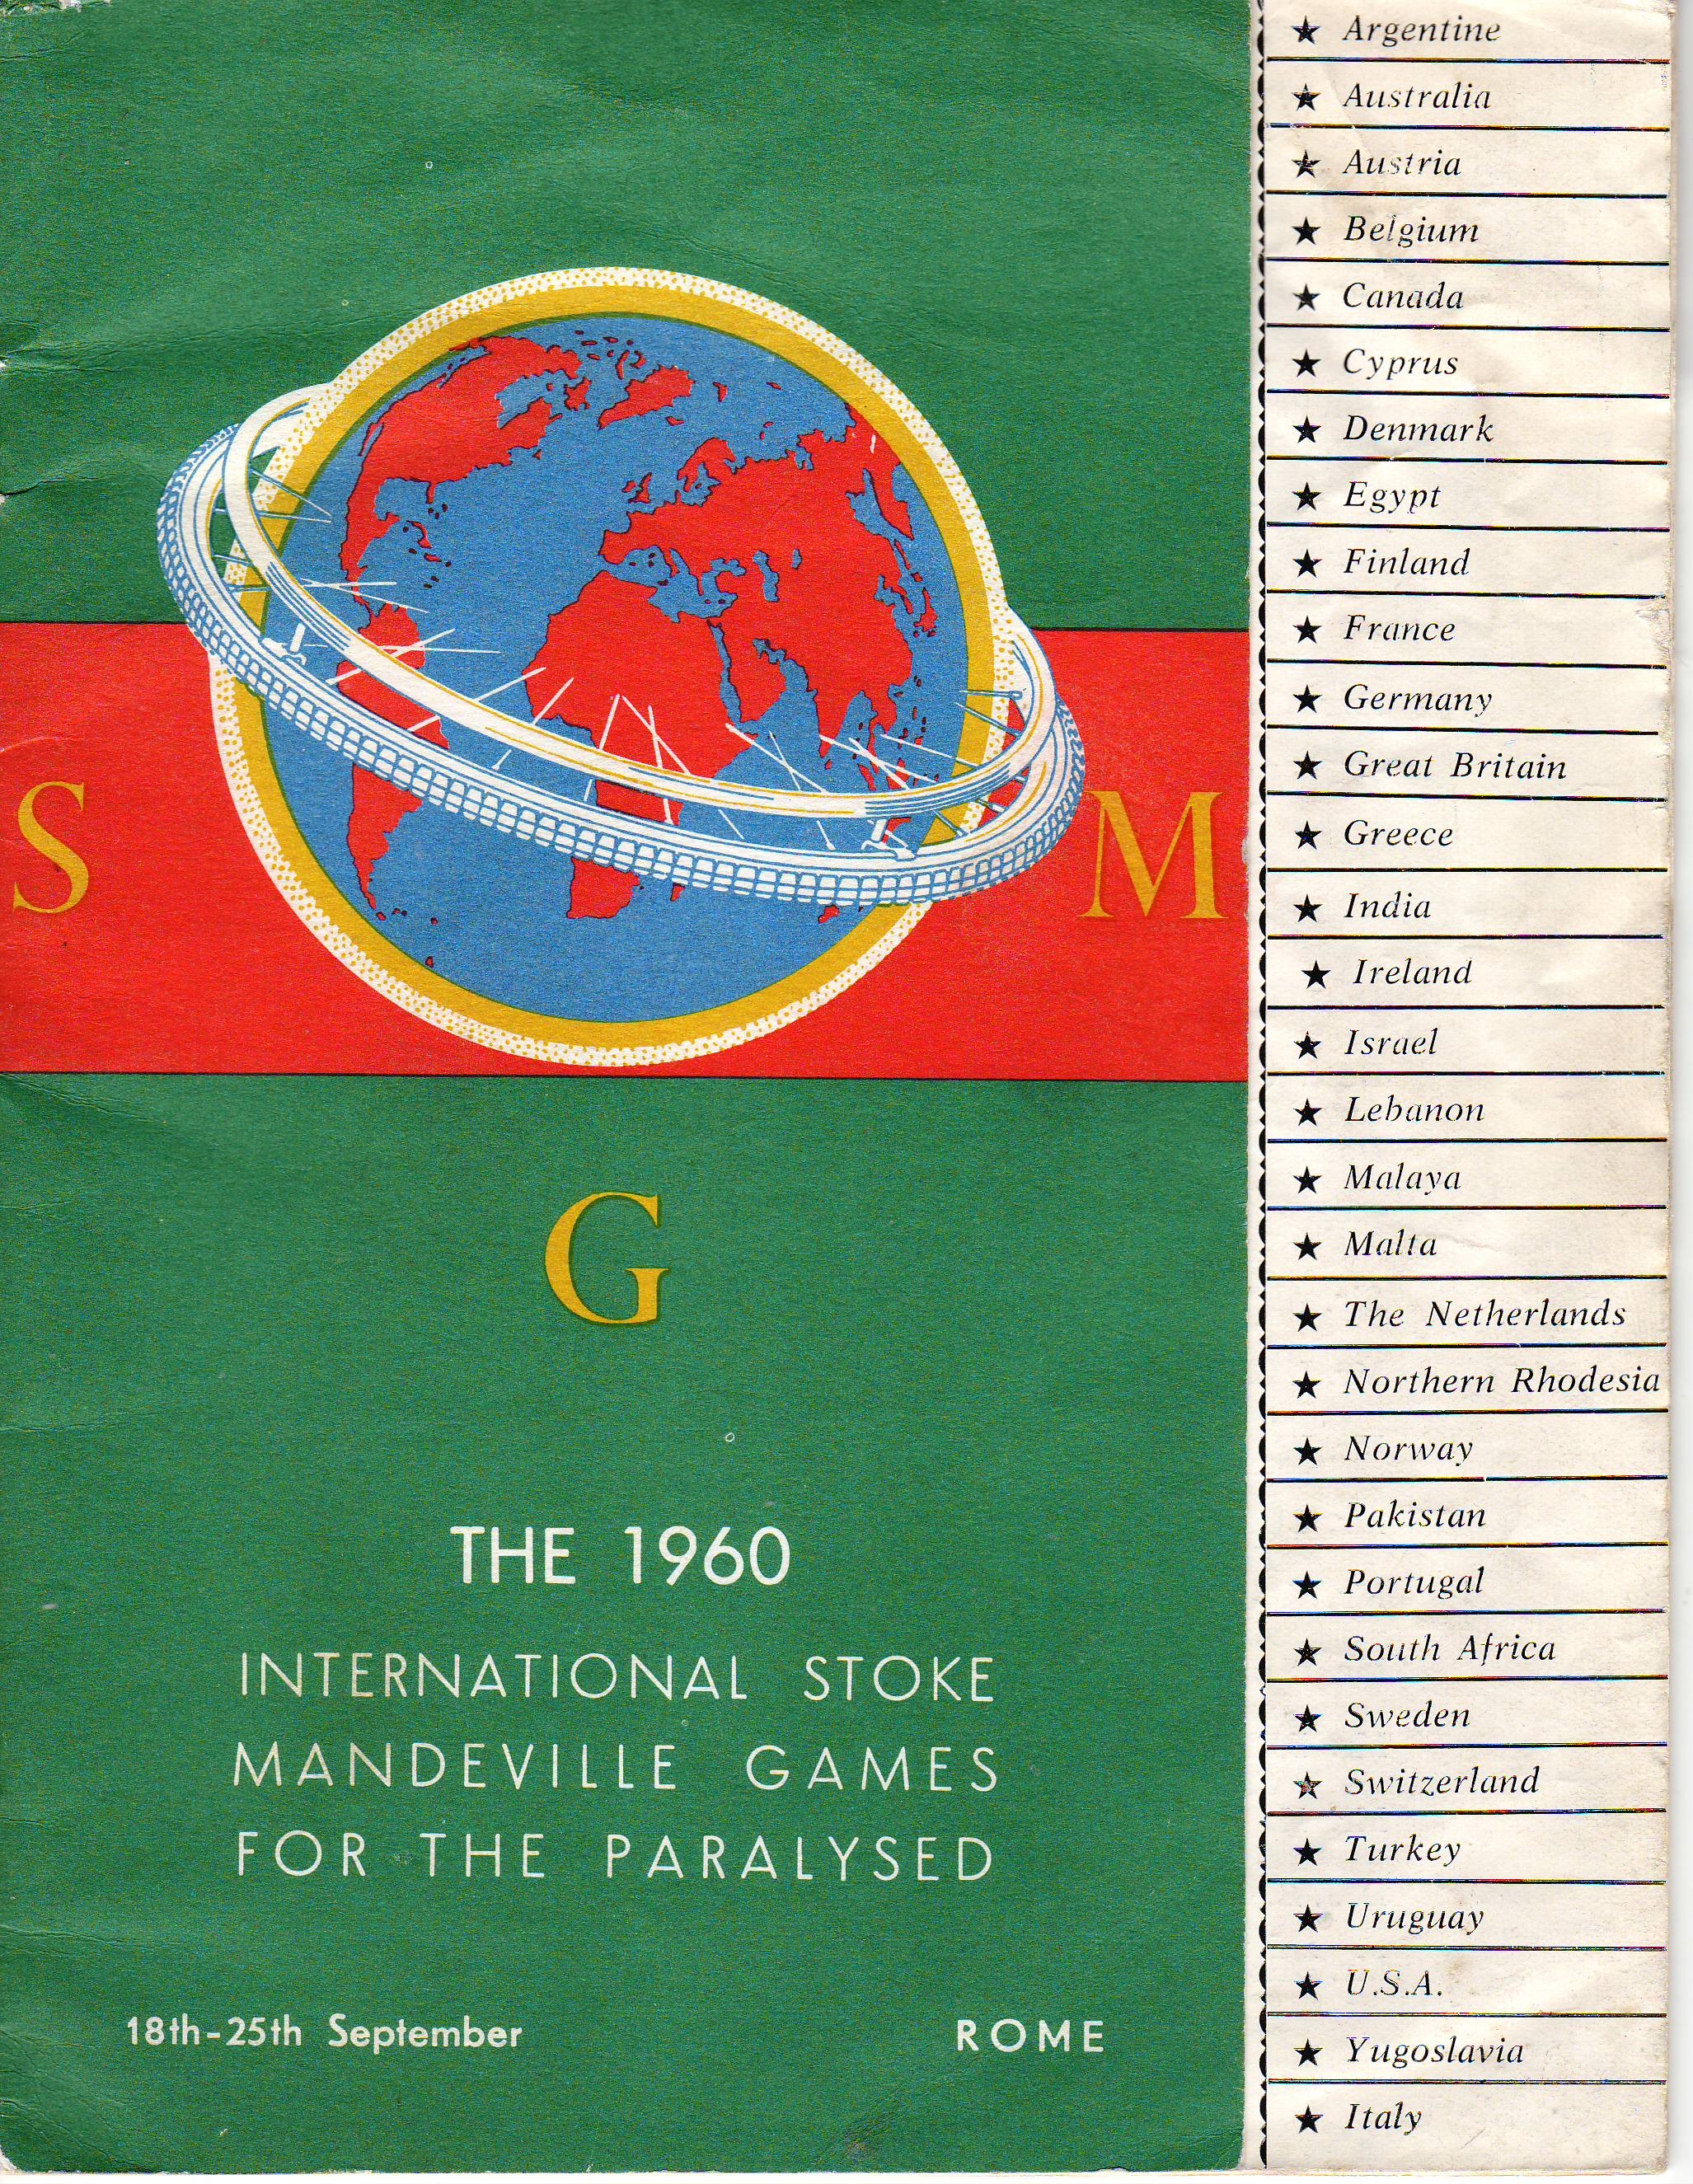 S
M
G
THE 1960
INTERNATIONAL STOKE
MANDEVILLE GAMES
FOR THE PARALYSED
18th-25th September ROME
★ Argentine
★ Australia
★ Austria
★ Belgium
★ Canada
★ Cyprus
★ Denmark
★ Egypt
★ Finland
★ France
★ Germany
★ Great Britain
★ Greece
★ India
★ Ireland
★ Israel
★ Lebanon
★ Malaya
★ Malta
★ The Netherlands
★ Northern Rhodesia
★ Norway
★ Pakistan
★ Portugal
★ South Africa
★ Sweden
★ Switzerland
★ Turkey
★ Uruguay
★ U.S.A.
★ Yugoslavia
★ Italy